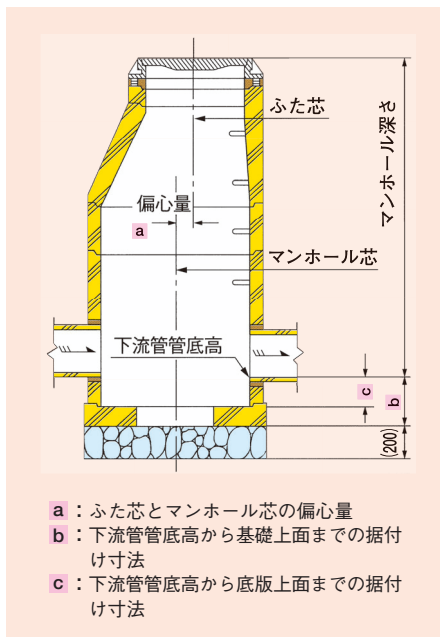 ふた芯
マンホール深さ
偏心量
a
マンホール芯
下流管管底高
c
b
(200)
a：ふた芯とマンホール芯の偏心量
b：下流管管底高から基礎上面までの据付
け寸法
c：下流管管底高から底版上面までの据付
け寸法